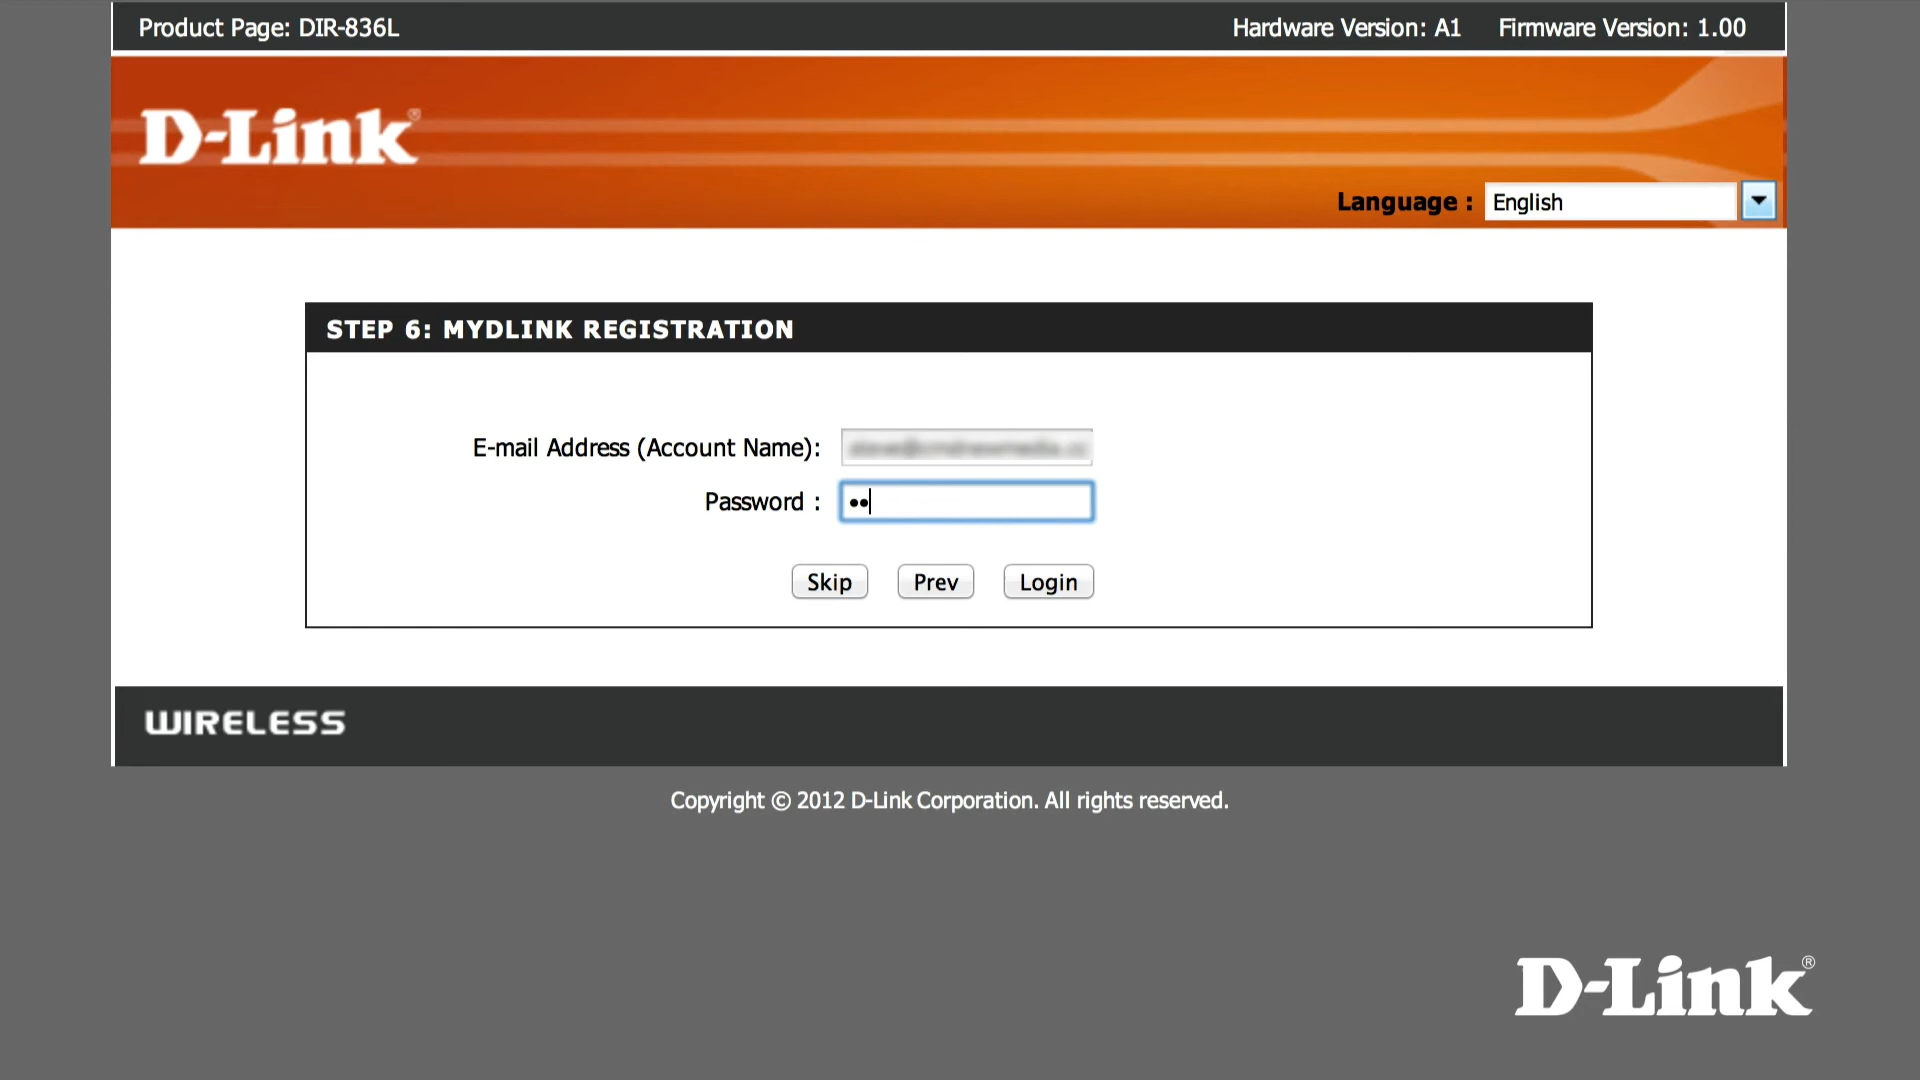 Product Page: DIR-836L
Hardware Version: A1 Firmware Version: 1.00
D-Link®
Language : English
STEP 6: MYDLINK REGISTRATION
E-mail Address (Account Name):
Password : ••
Skip Prev Login
WIRELESS
Copyright © 2012 D-Link Corporation. All rights reserved.
D-Link®